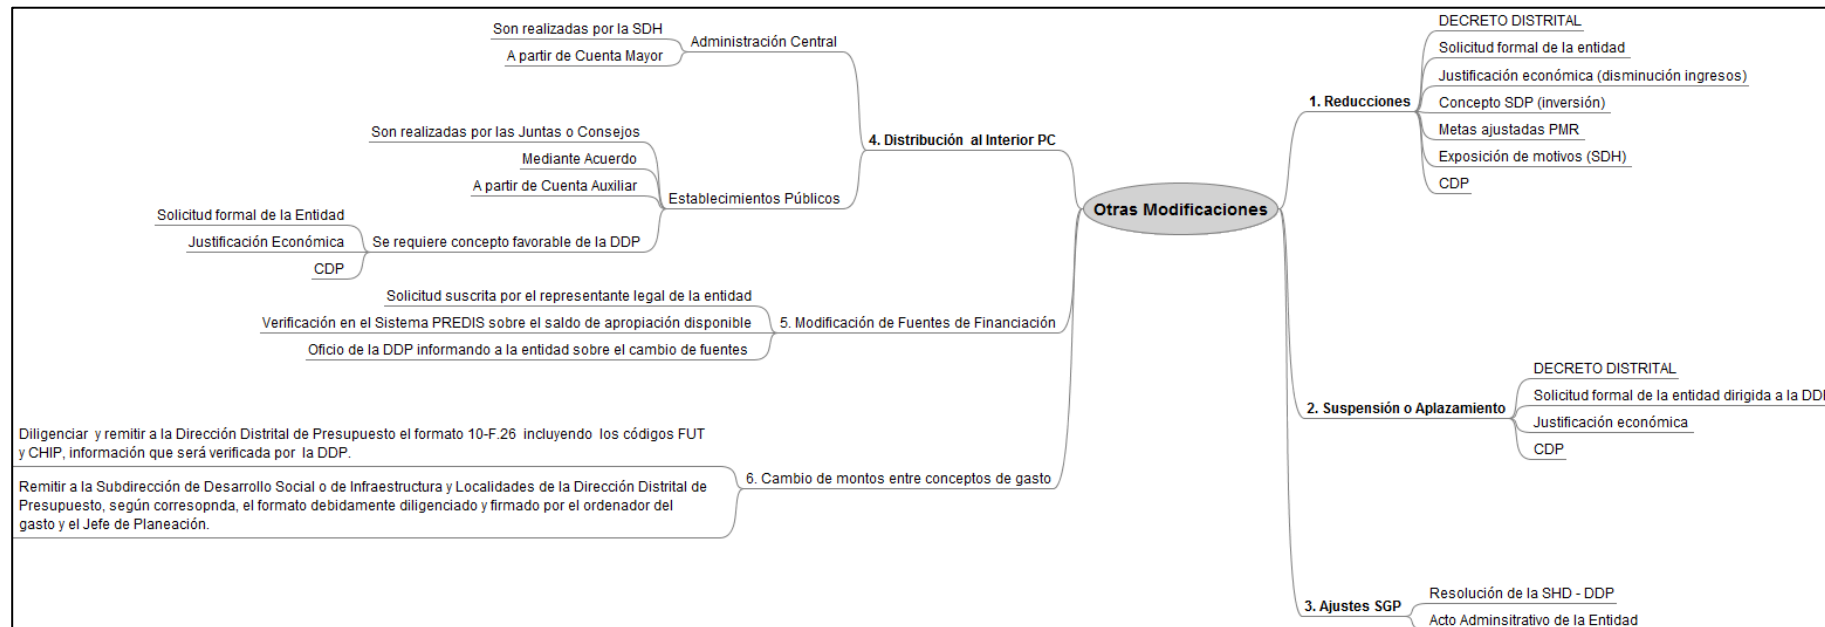 Otras Modificaciones
1. Reducciones
DECRETO DISTRITAL
Solicitud formal de la entidad
Justificación económica (disminución ingresos)
Concepto SDP (inversión)
Metas ajustadas PMR
Exposición de motivos (SDH)
CDP
2. Suspensión o Aplazamiento
DECRETO DISTRITAL
Solicitud formal de la entidad dirigida a la DDP
Justificación económica
CDP
3. Ajustes SGP
Resolución de la SHD - DDP
Acto Adminsitrativo de la Entidad
4. Distribución al Interior PC
Administración Central
Son realizadas por la SDH
A partir de Cuenta Mayor
Establecimientos Públicos
Son realizadas por las Juntas o Consejos
Mediante Acuerdo
A partir de Cuenta Auxiliar
Se requiere concepto favorable de la DDP
Solicitud formal de la Entidad
Justificación Económica
CDP
5. Modificación de Fuentes de Financiación
Solicitud suscrita por el representante legal de la entidad
Verificación en el Sistema PREDIS sobre el saldo de apropiación disponible
Oficio de la DDP informando a la entidad sobre el cambio de fuentes
6. Cambio de montos entre conceptos de gasto
Diligenciar y remitir a la Dirección Distrital de Presupuesto el formato 10-F.26 incluyendo los códigos FUT
y CHIP, información que será verificada por la DDP.
Remitir a la Subdirección de Desarrollo Social o de Infraestructura y Localidades de la Dirección Distrital de
Presupuesto, según corresopnda, el formato debidamente diligenciado y firmado por el ordenador del
gasto y el Jefe de Planeación.